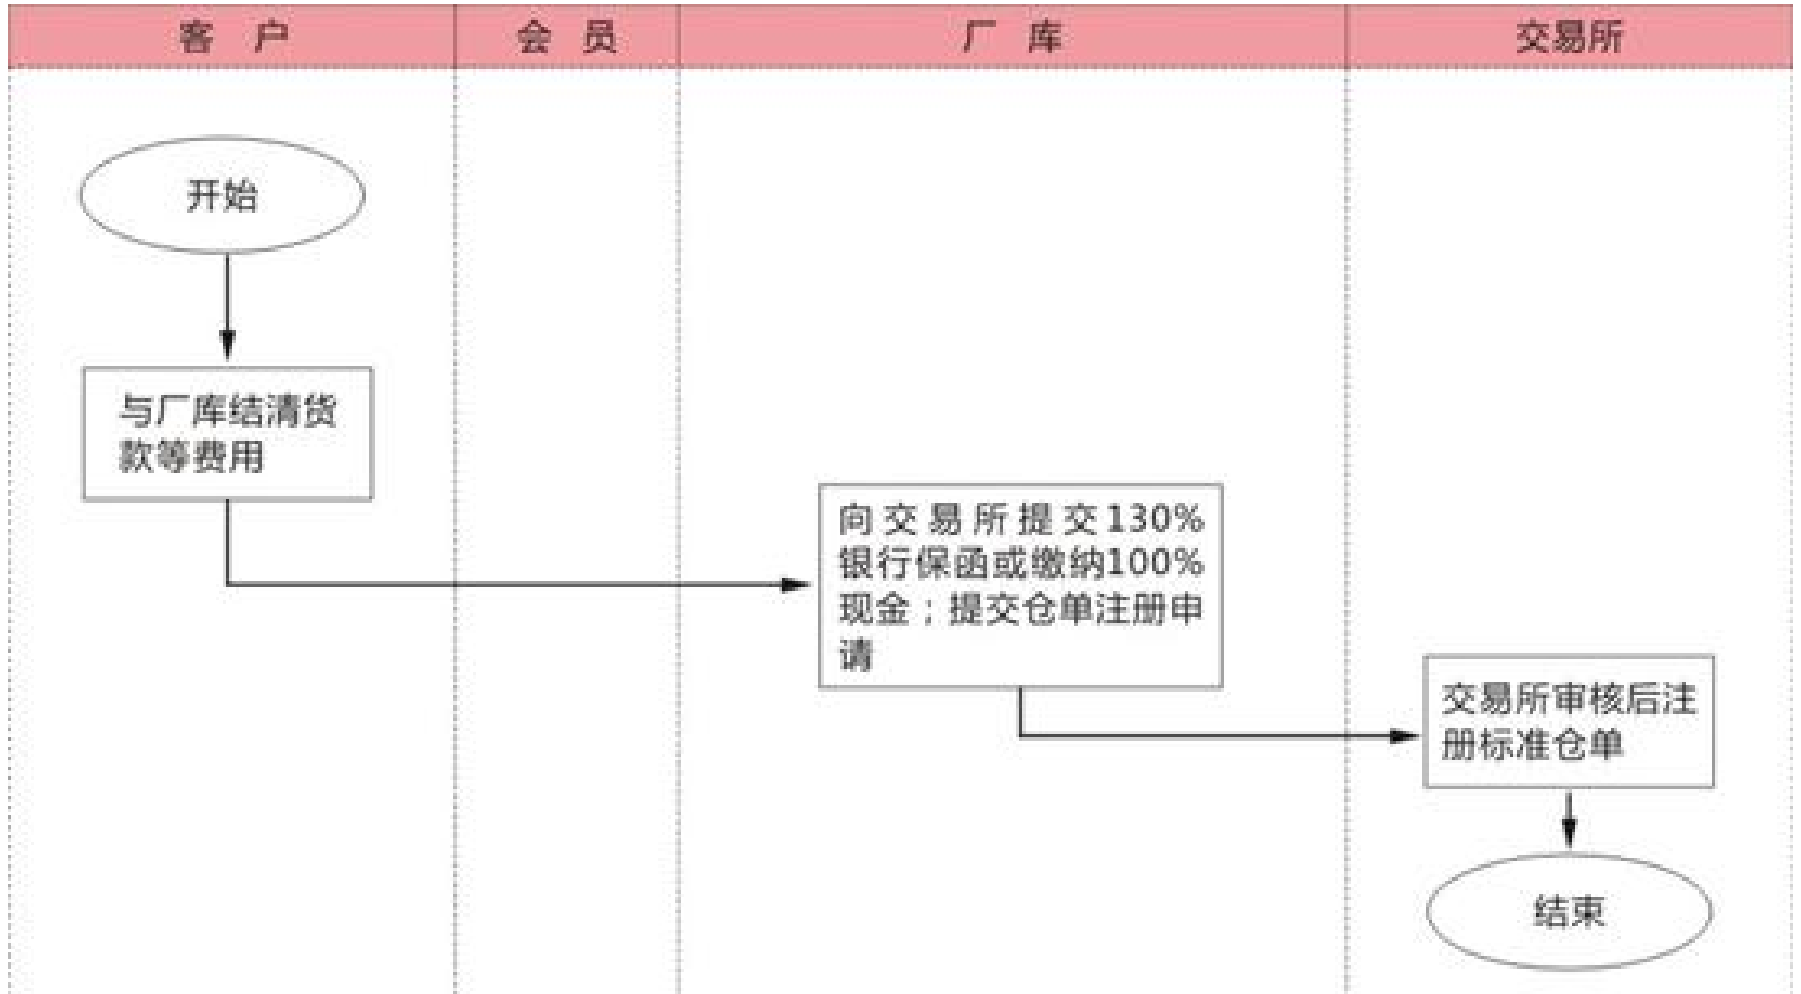 客 户
会 员
厂 库
交易所
开始
与厂库结清货
款等费用
向交易所提交130%
银行保函或缴纳100%
现金；提交仓单注册申
请
交易所审核后注
册标准仓单
结束